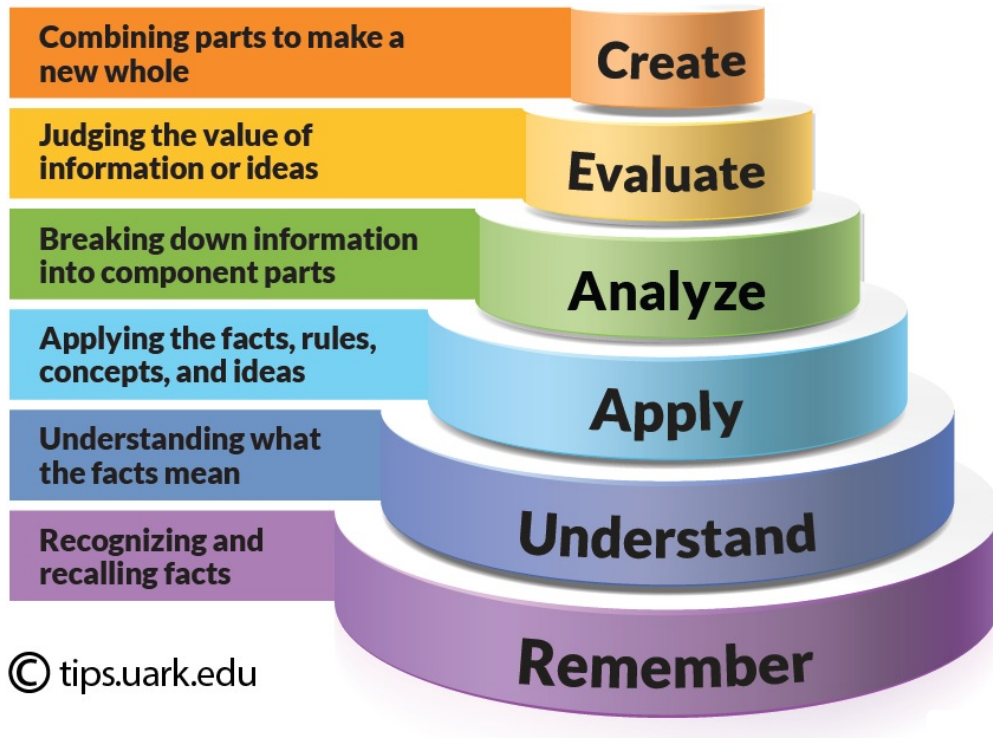 Combining parts to make a
new whole
Create
Judging the value of
information or ideas
Evaluate
Breaking down information
into component parts
Analyze
Applying the facts, rules,
concepts, and ideas
Apply
Understanding what
the facts mean
Understand
Recognizing and
recalling facts
Remember
© tips.uark.edu